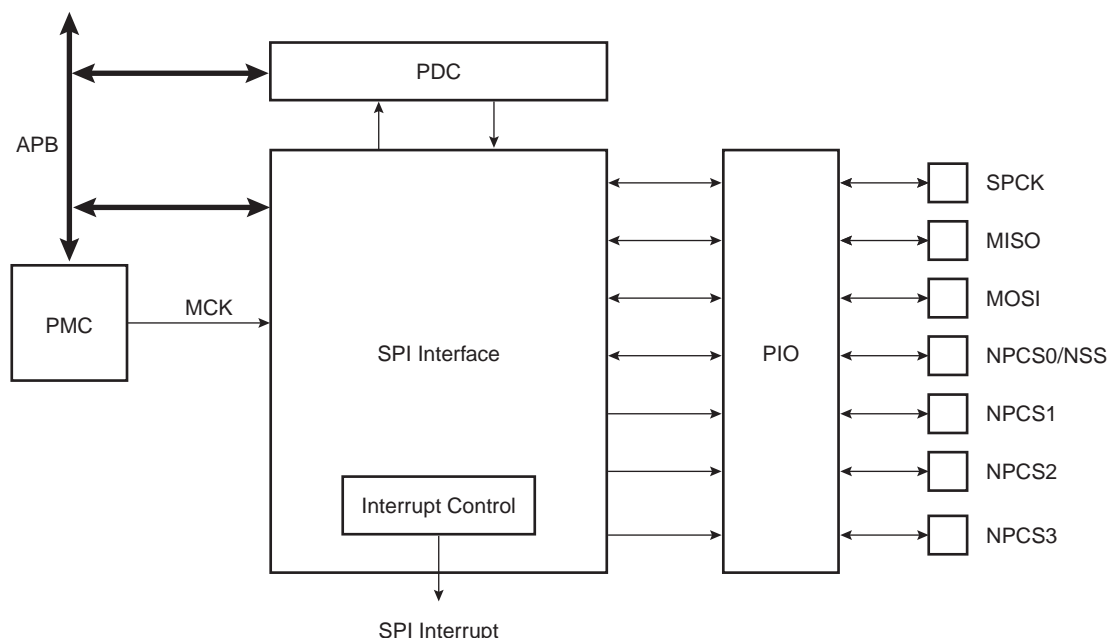 PDC
APB
SPCK
MISO
MOSI
MCK
PMC
SPI Interface
PIO
NPCS0/NSS
NPCS1
NPCS2
Interrupt Control
NPCS3
SPI Interrupt